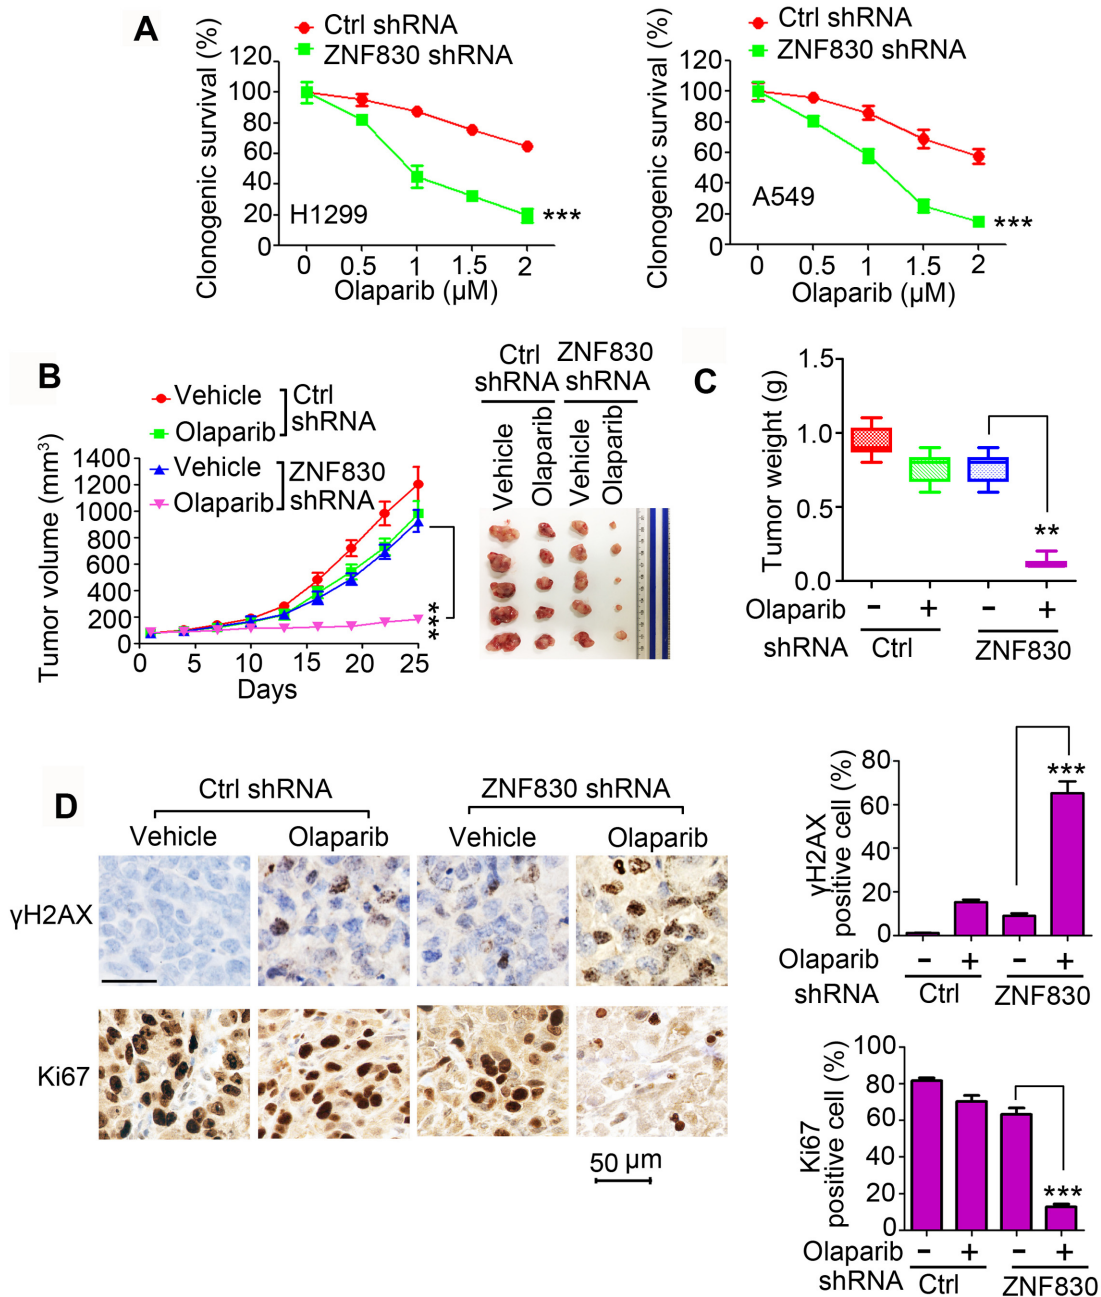 A
Ctrl shRNA
ZNF830 shRNA
Clonogenic survival (%)
120
100
80
60
40
20
0
H1299
***
0 0.5 1 1.5 2
Olaparib (μM)
Ctrl shRNA
ZNF830 shRNA
Clonogenic survival (%)
120
100
80
60
40
20
0
A549
***
0 0.5 1 1.5 2
Olaparib (μM)
B
Vehicle
Olaparib
Ctrl
shRNA
Vehicle
Olaparib
ZNF830
shRNA
Tumor volume (mm³)
1400
1200
1000
800
600
400
200
0
***
0 5 10 15 20 25
Days
Ctrl
shRNA
ZNF830
shRNA
Vehicle
Olaparib
Vehicle
Olaparib
C
Tumor weight (g)
1.5
1.0
0.5
0.0
**
Olaparib - + - +
shRNA Ctrl ZNF830
D
Ctrl shRNA
ZNF830 shRNA
Vehicle Olaparib Vehicle Olaparib
γH2AX
Ki67
50 μm
γH2AX
positive cell (%)
80
60
40
20
0
***
Olaparib - + - +
shRNA Ctrl ZNF830
Ki67
positive cell (%)
100
80
60
40
20
0
***
Olaparib - + - +
shRNA Ctrl ZNF830